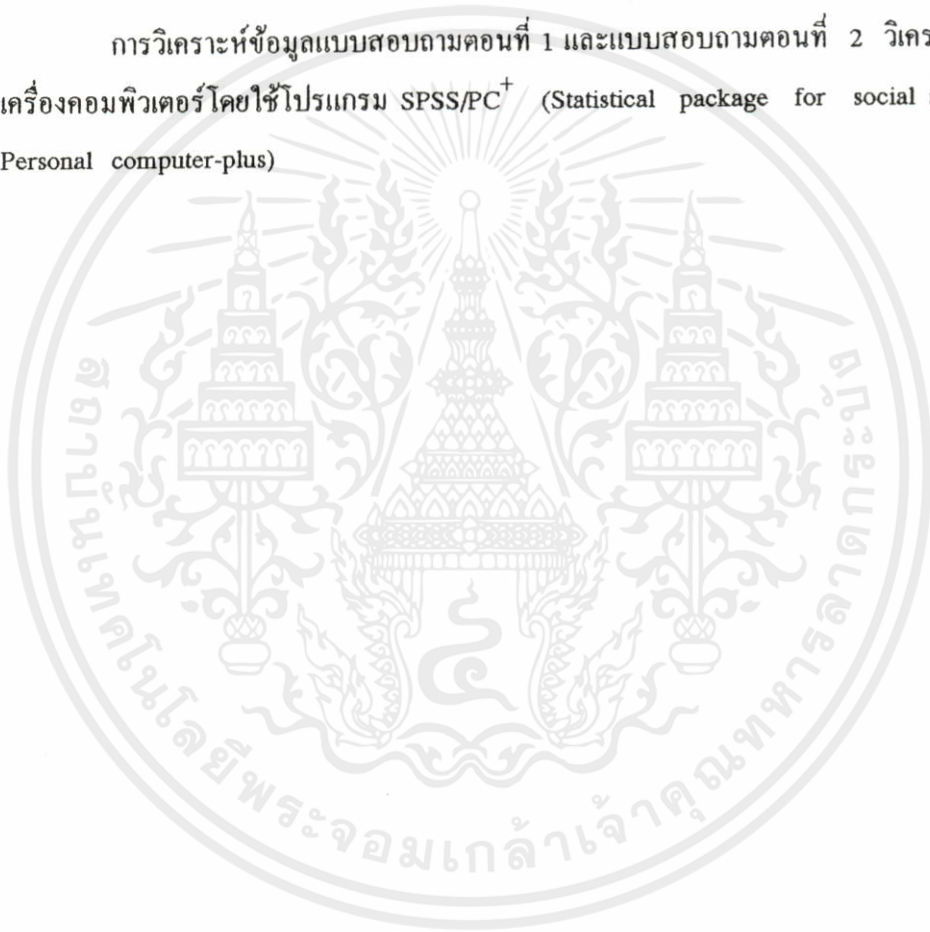 การวิเคราะห์ข้อมูลแบบสอบถามตอนที่ 1 และแบบสอบถามตอนที่ 2
เครื่องคอมพิวเตอร์โดยใช้โปรแกรม SPSS/PC+ (Statistical package for social
Personal computer-plus)
สถาบันเทคโนโลยีพระจอมเกล้าเจ้าคุณทหารลาดกระบัง